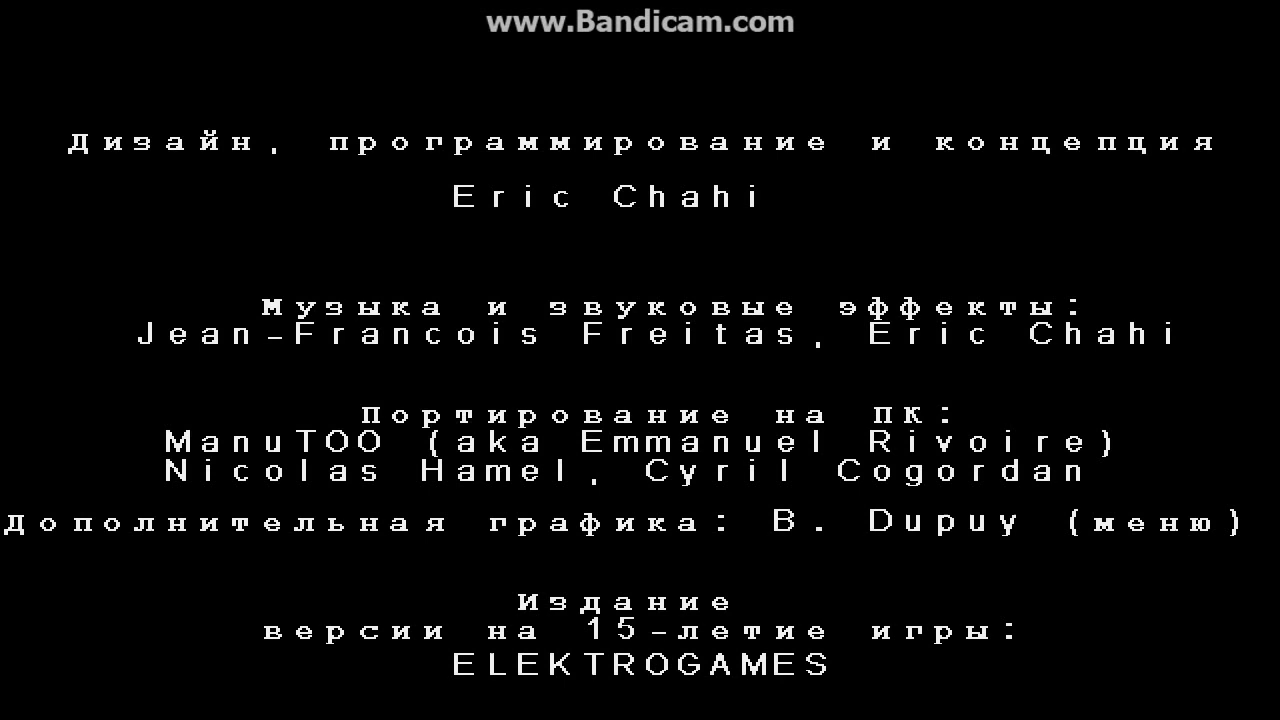 www.Bandicam.com
Дизайн, программирование и концепция
Eric Chahi
Музыка и звуковые эффекты:
Jean-Francois Freitas, Eric Chahi
Портирование на ПК:
ManuTOO (aka Emmanuel Rivoire)
Nicolas Hamel, Cyril Cogordan
Дополнительная графика: B. Dupuy (меню)
Издание
версии на 15-летие игры:
ELEKTROGAMES